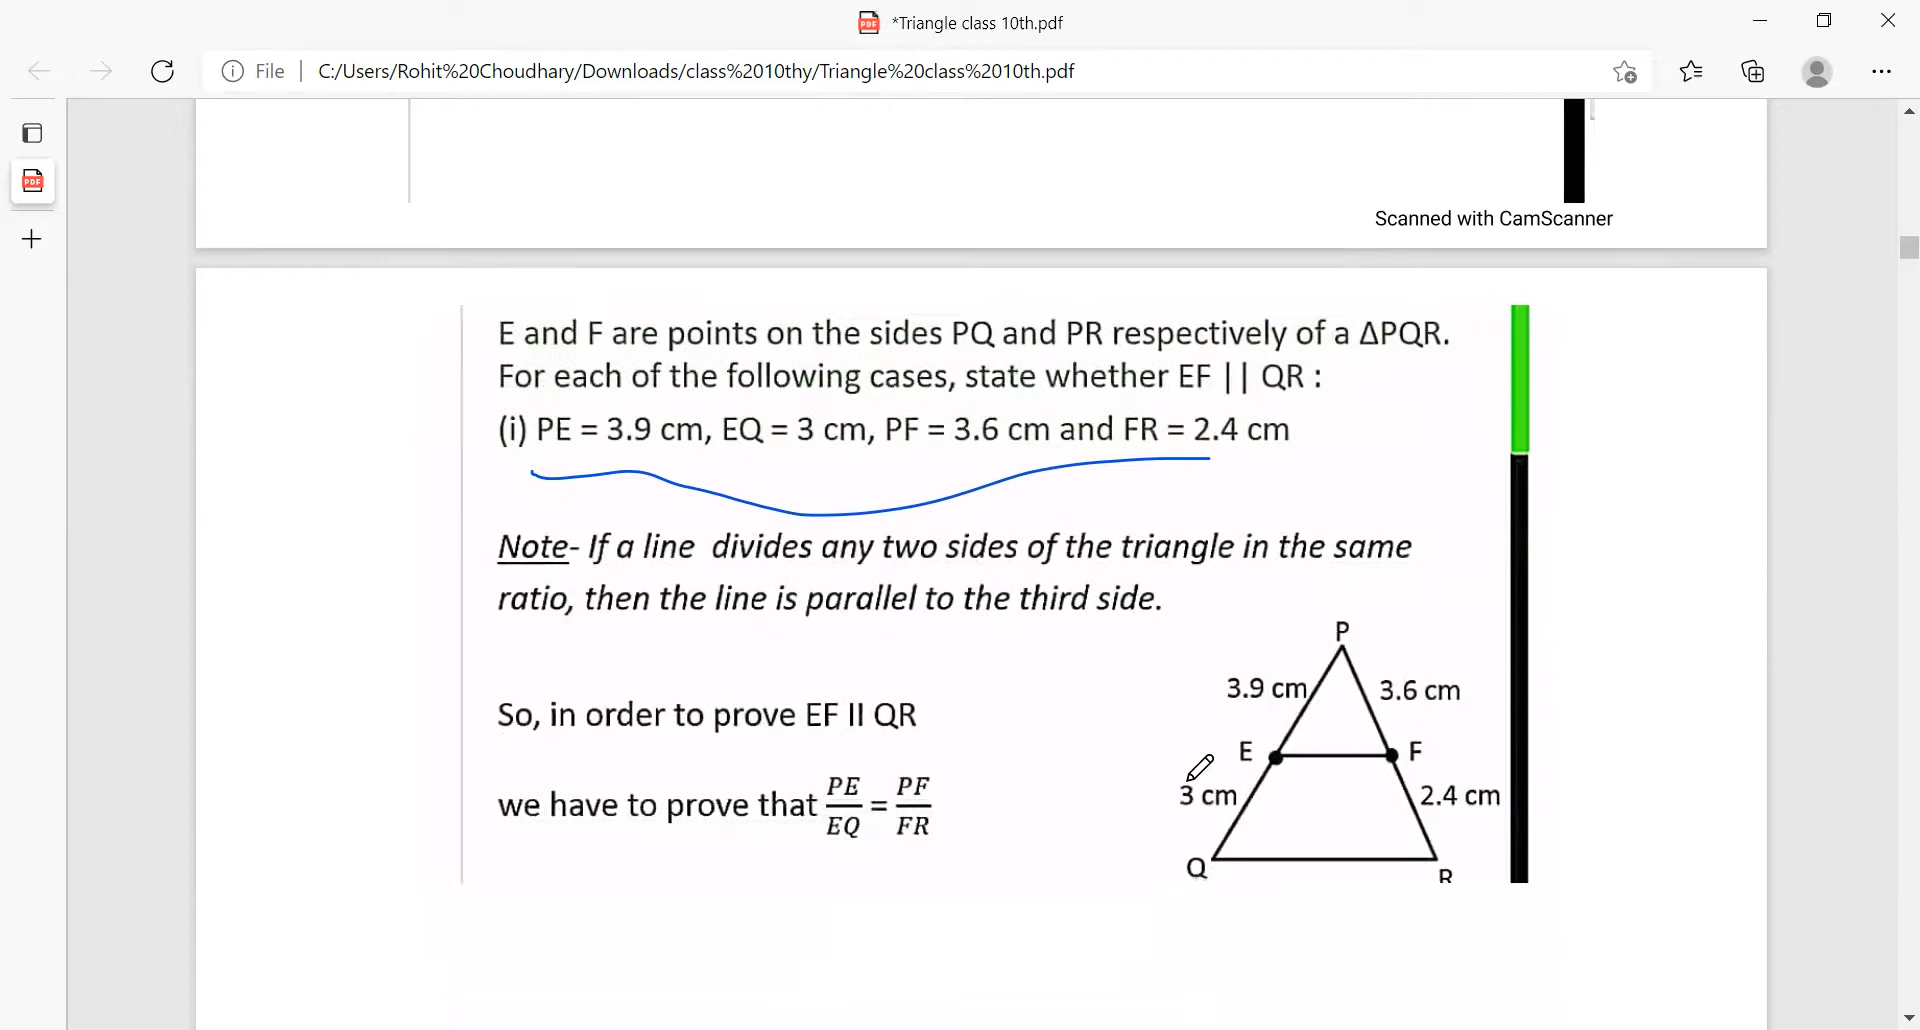 *Triangle class 10th.pdf
File
C:/Users/Rohit%20Choudhary/Downloads/class%2010thy/Triangle%20class%2010th.pdf
PDF
PDF
Scanned with CamScanner
E and F are points on the sides PQ and PR respectively of a ΔPQR.
For each of the following cases, state whether EF || QR :
(i) PE = 3.9 cm, EQ = 3 cm, PF = 3.6 cm and FR = 2.4 cm
Note- If a line divides any two sides of the triangle in the same
ratio, then the line is parallel to the third side.
So, in order to prove EF II QR
we have to prove that PE/EQ = PF/FR
P
3.9 cm
3.6 cm
E
F
3 cm
2.4 cm
Q
R